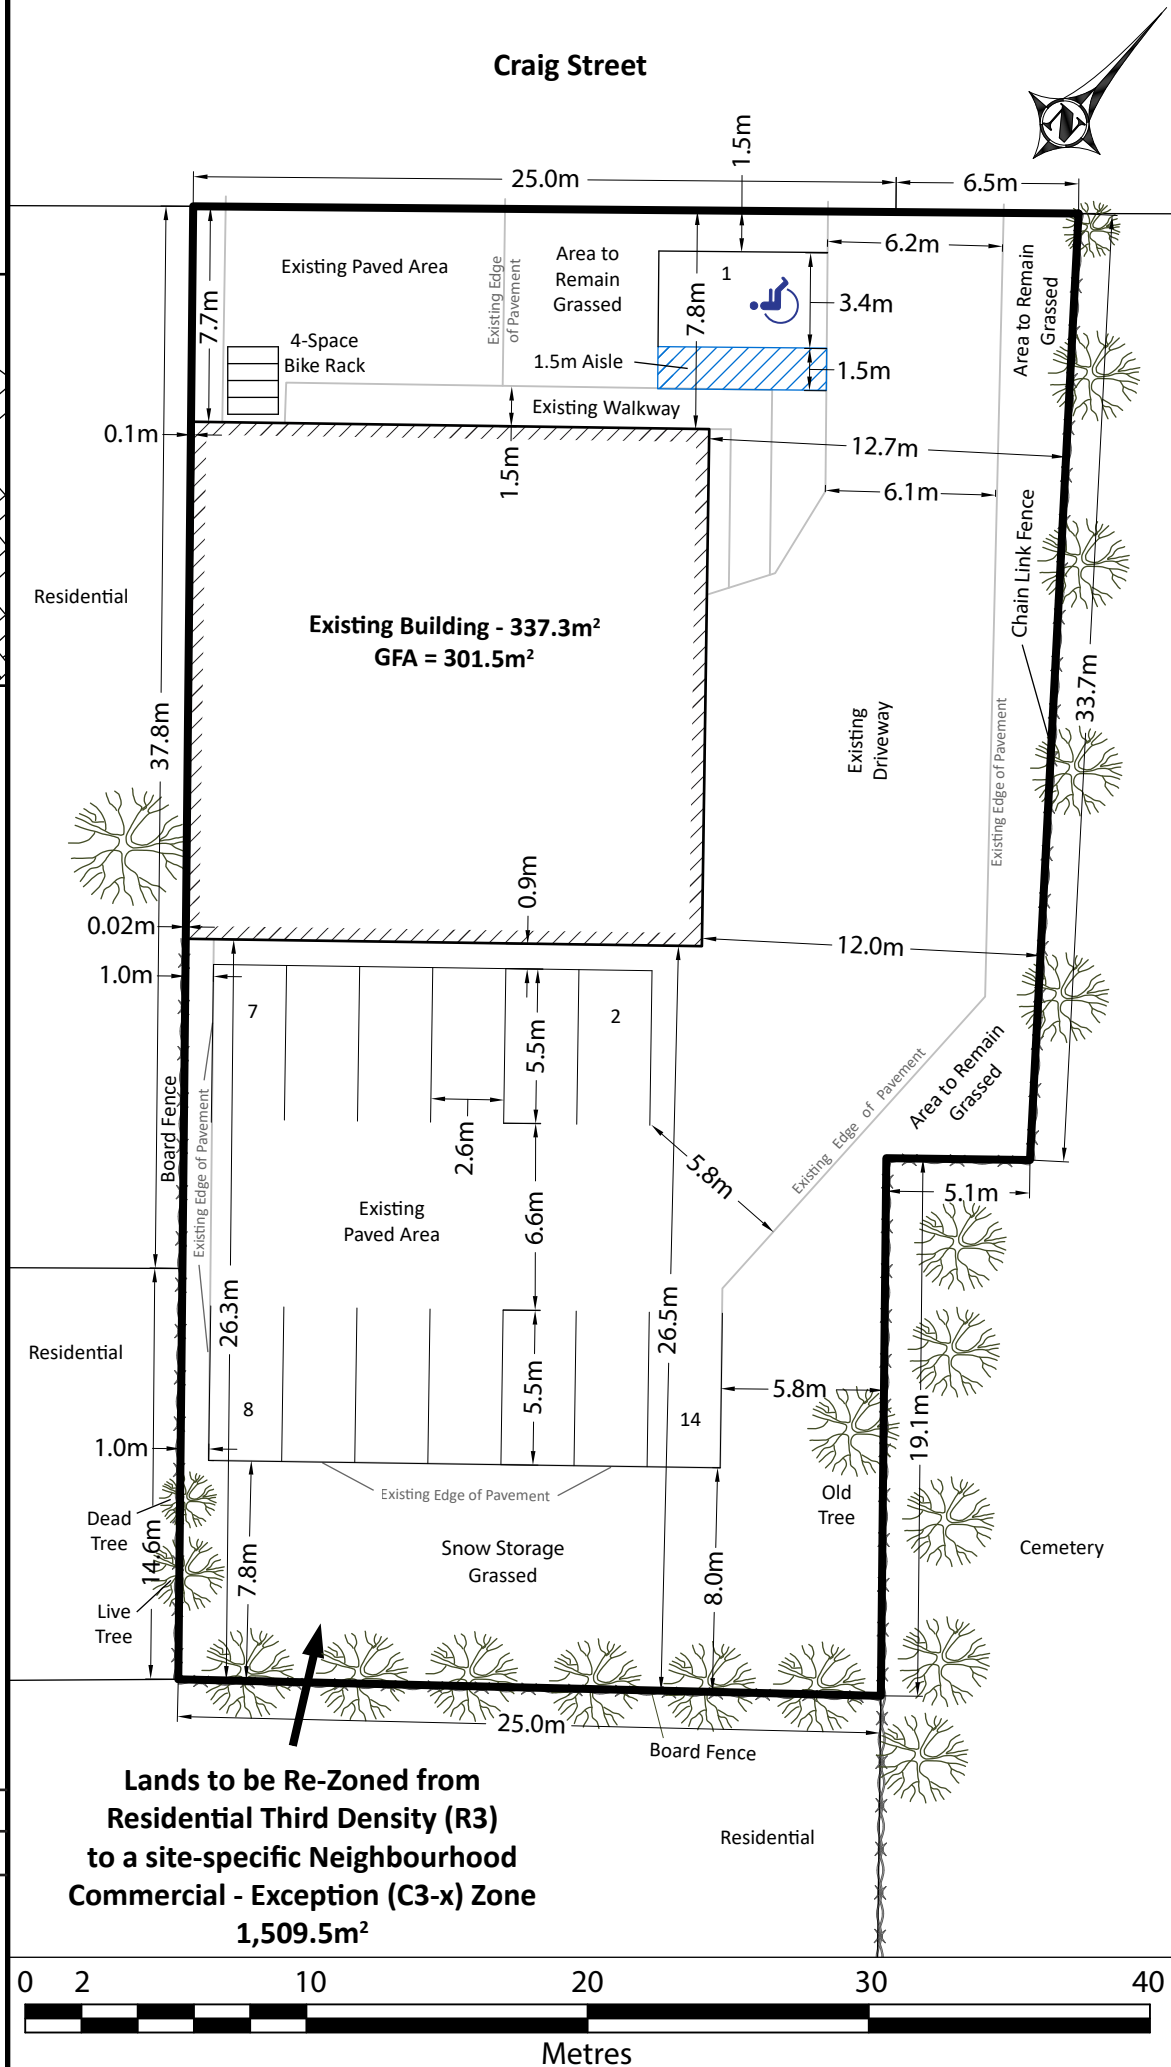 Craig Street
N
1.5m
25.0m
6.5m
Existing Paved Area
Existing Edge
of Pavement
Area to
Remain
Grassed
1
6.2m
Area to Remain
Grassed
7.7m
7.8m
3.4m
4-Space
Bike Rack
1.5m Aisle
1.5m
Existing Walkway
0.1m
1.5m
12.7m
6.1m
Chain Link Fence
Residential
Existing Building - 337.3m²
GFA = 301.5m²
37.8m
33.7m
Existing
Driveway
Existing Edge of Pavement
0.9m
0.02m
12.0m
1.0m
7
2
5.5m
Board Fence
Existing Edge of Pavement
2.6m
Existing Edge of Pavement
Area to Remain
Grassed
5.8m
5.1m
Existing
Paved Area
6.6m
26.3m
26.5m
Residential
5.5m
5.8m
8
14
19.1m
1.0m
Existing Edge of Pavement
Old
Tree
Dead
Tree
14.6m
7.8m
Snow Storage
Grassed
8.0m
Cemetery
Live
Tree
25.0m
Board Fence
Lands to be Re-Zoned from
Residential Third Density (R3)
to a site-specific Neighbourhood
Commercial - Exception (C3-x) Zone
1,509.5m²
Residential
0 2 10 20 30 40
Metres